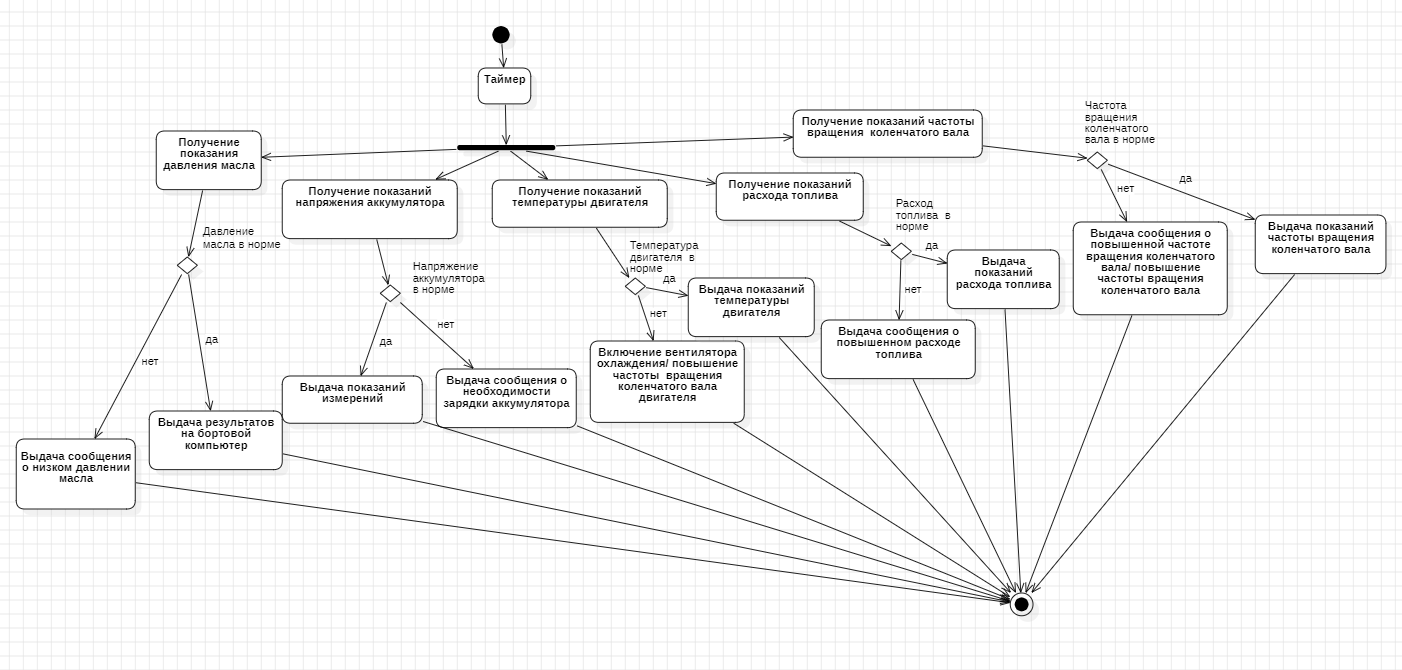 Таймер
Получение показаний частоты
вращения  коленчатого вала
Частота
вращения
коленчатого
вала в норме
Получение
показания
давления масла
Получение показаний
напряжения аккумулятора
Получение показаний
температуры двигателя
Получение показаний
расхода топлива
нет
да
Расход
топлива  в
норме
да
нет
Выдача сообщения о
повышенной частоте
вращения коленчатого
вала/ повышение
частоты вращения
коленчатого вала
Выдача показаний
частоты вращения
коленчатого вала
Давление
масла в норме
Напряжение
аккумулятора
в норме
Температура
двигателя  в
норме
да
нет
Выдача
показаний
расхода топлива
Выдача показаний
температуры
двигателя
Выдача сообщения о
повышенном расходе
топлива
нет
да
да
нет
Включение вентилятора
охлаждения/ повышение
частоты  вращения
коленчатого вала
двигателя
Выдача показаний
измерений
Выдача сообщения о
необходимости
зарядки аккумулятора
Выдача результатов
на бортовой
компьютер
Выдача сообщения
о низком давлении
масла